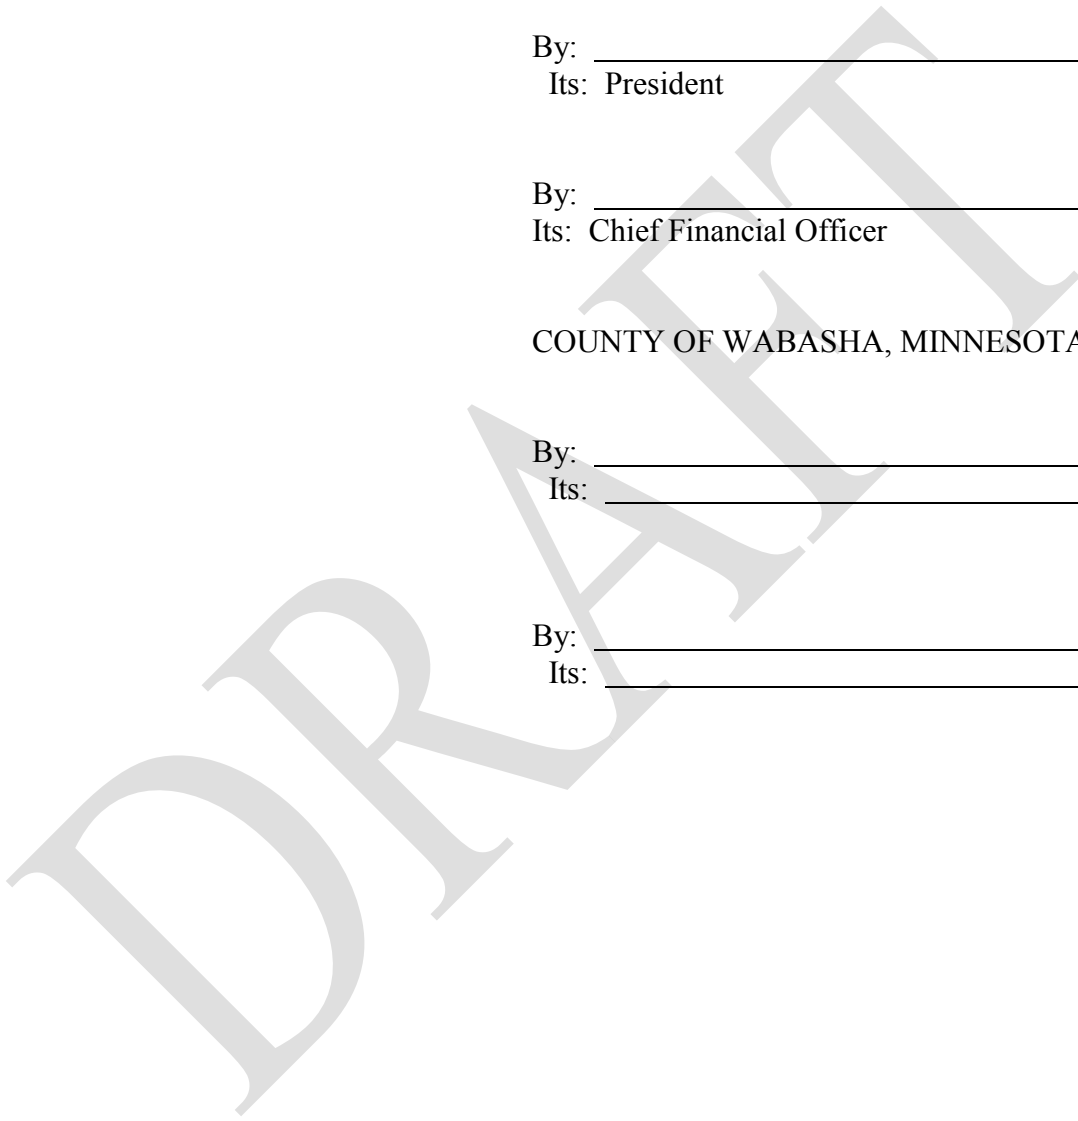 By:
Its: President
By:
Its: Chief Financial Officer
COUNTY OF WABASHA, MINNESOTA
By:
Its:
By:
Its:
DRAFT